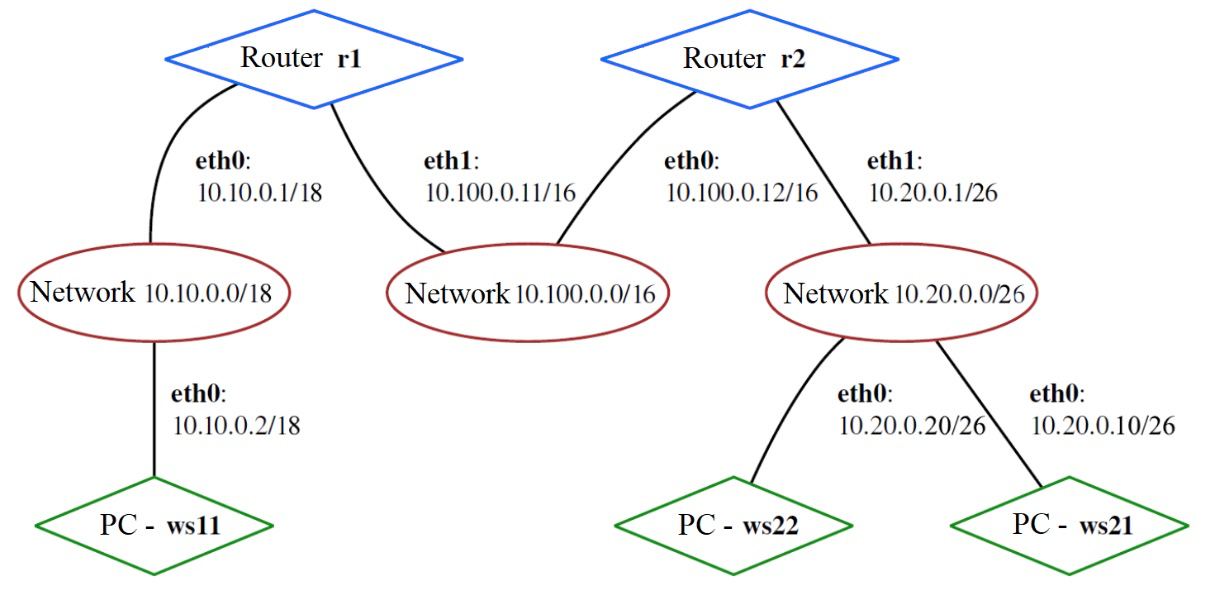 Router r1
Router r2
eth0:
10.10.0.1/18
eth1:
10.100.0.11/16
eth0:
10.100.0.12/16
eth1:
10.20.0.1/26
Network 10.10.0.0/18
Network 10.100.0.0/16
Network 10.20.0.0/26
eth0:
10.10.0.2/18
eth0:
10.20.0.20/26
eth0:
10.20.0.10/26
PC - ws11
PC - ws22
PC - ws21